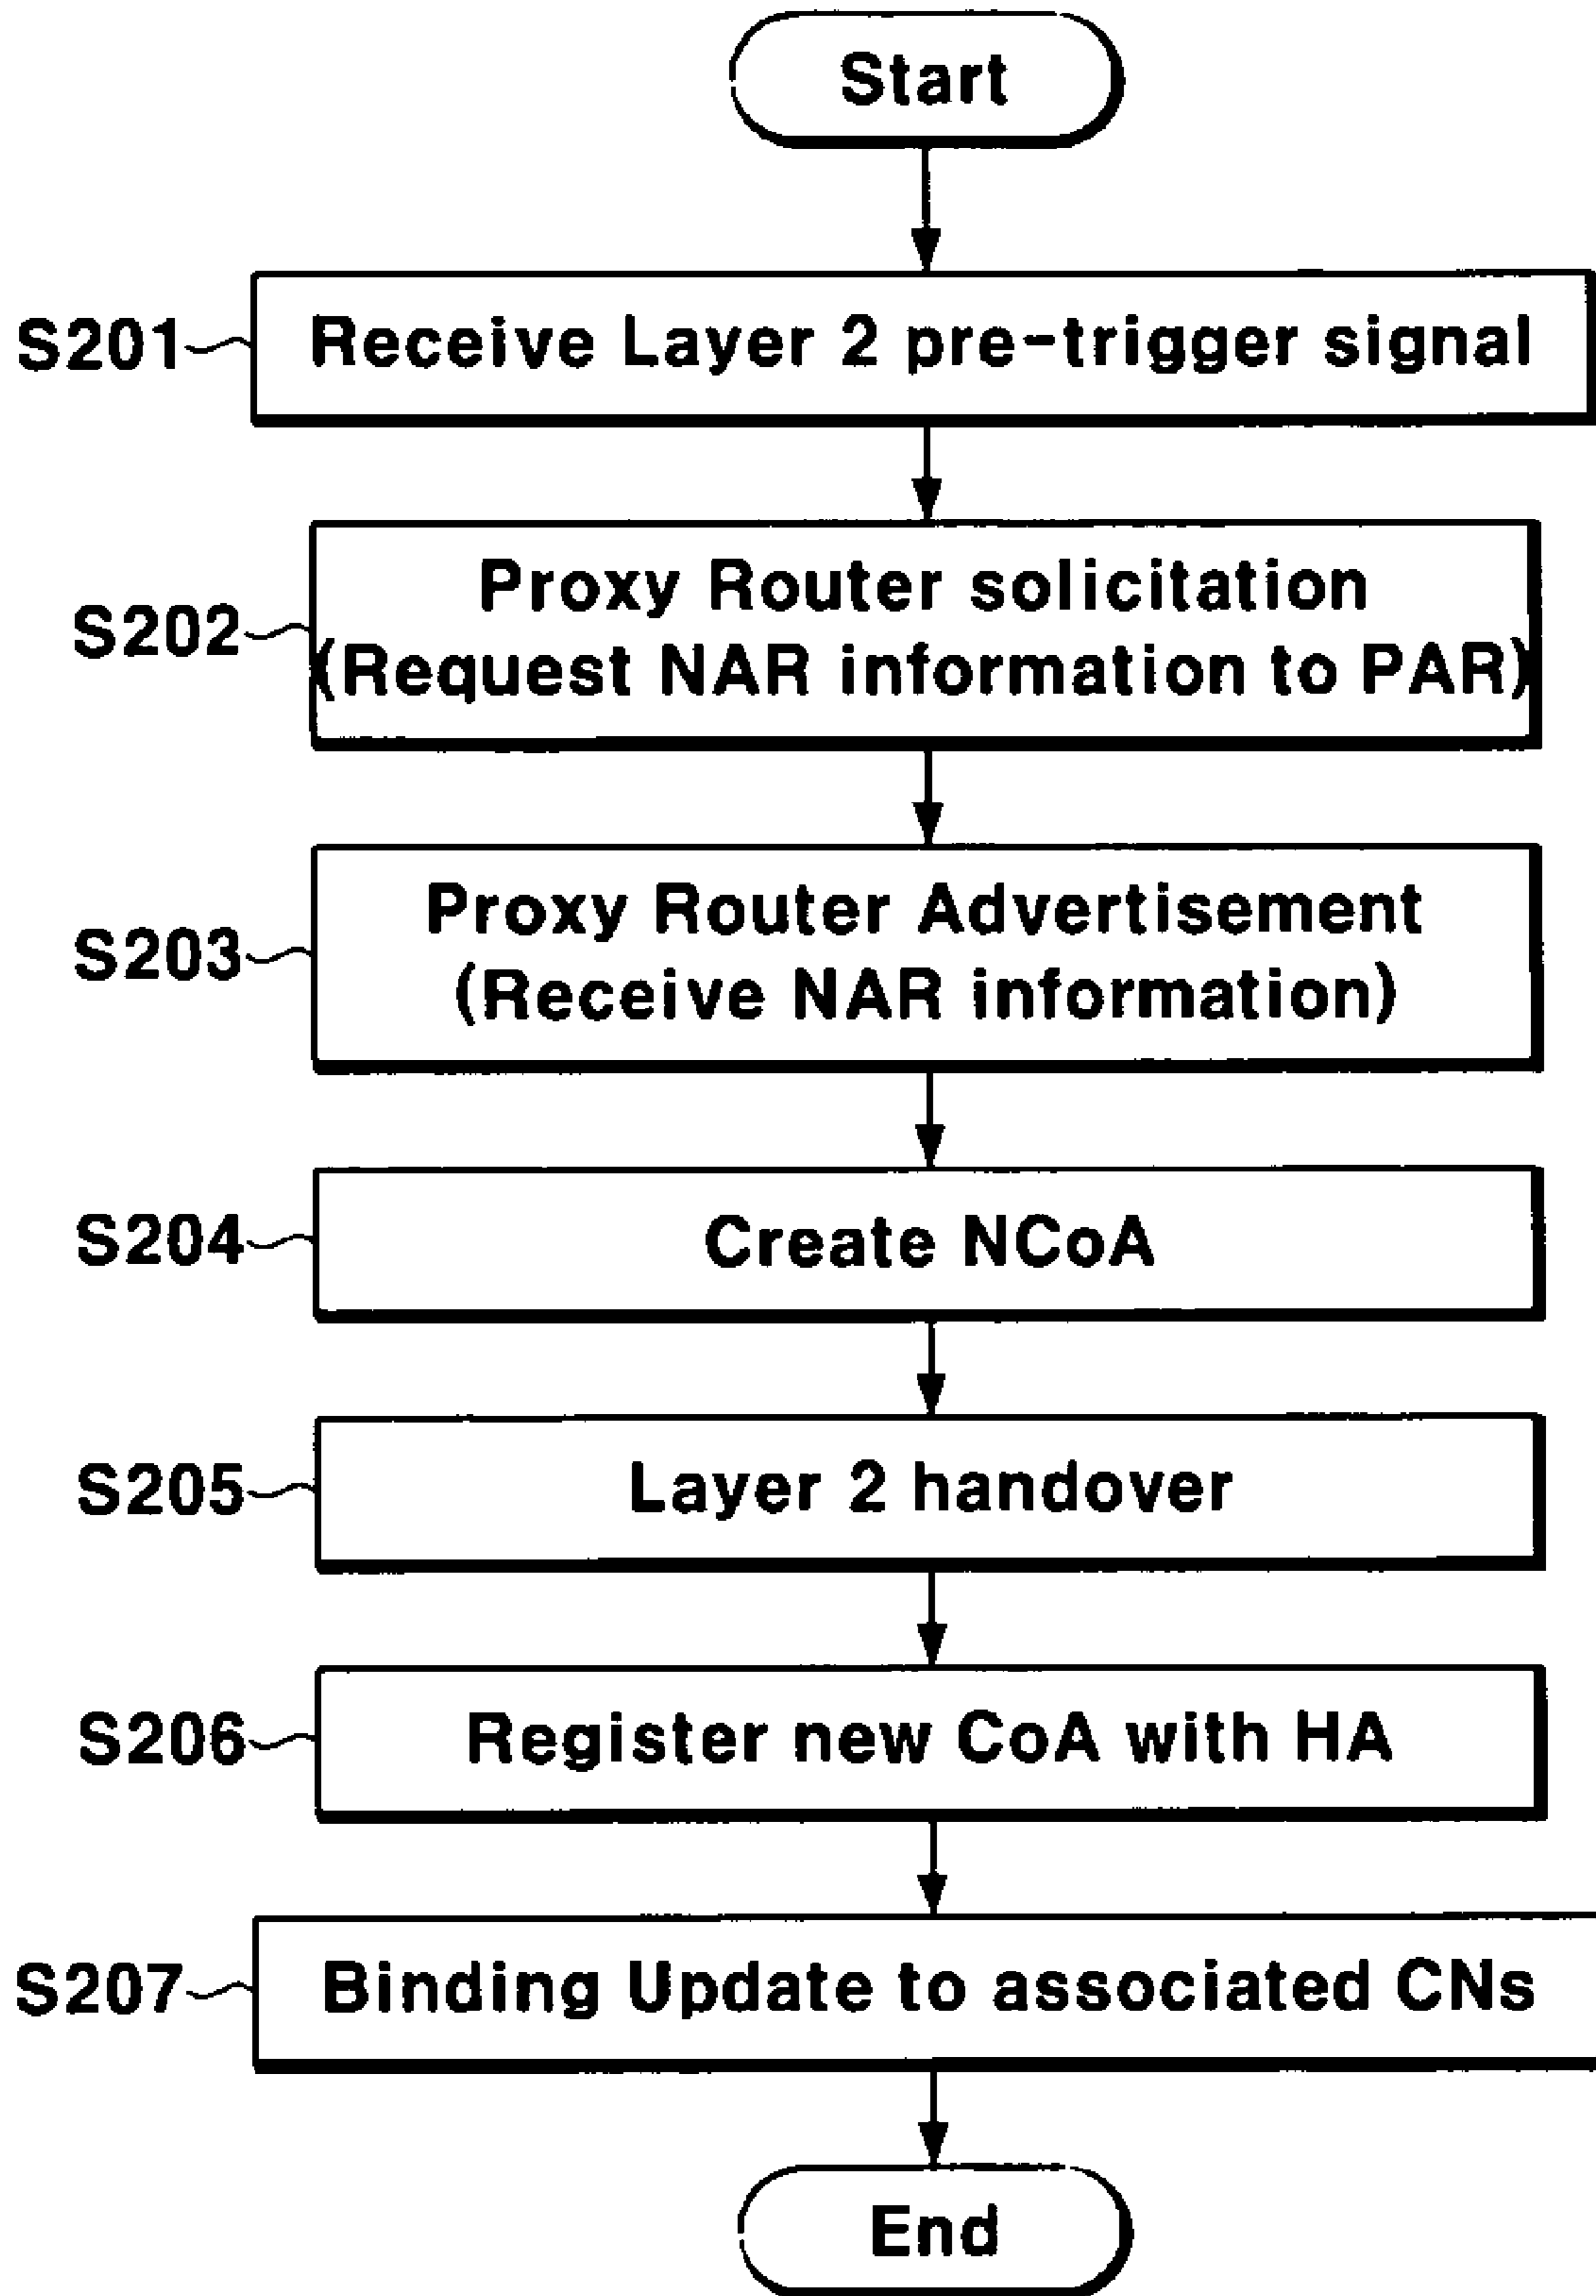 Start
S201 Receive Layer 2 pre-trigger signal
S202 Proxy Router solicitation
(Request NAR information to PAR)
S203 Proxy Router Advertisement
(Receive NAR information)
S204 Create NCoA
S205 Layer 2 handover
S206 Register new CoA with HA
S207 Binding Update to associated CNs
End